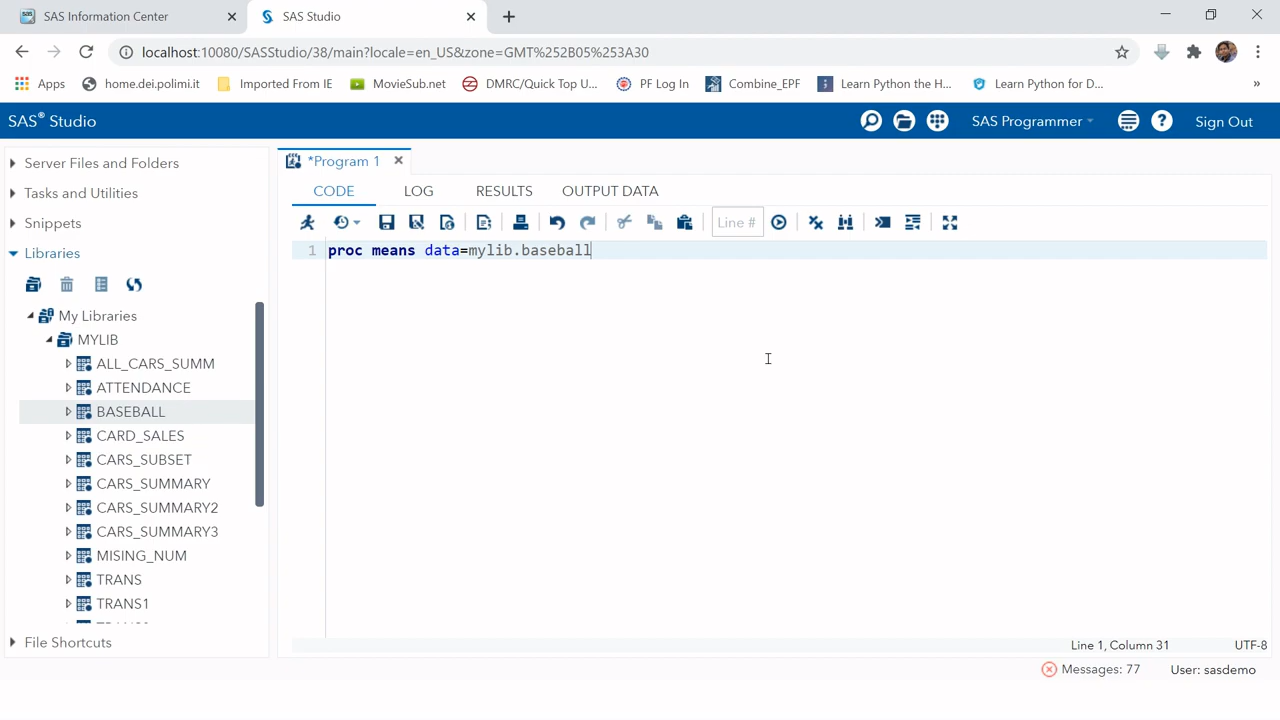 SAS Information Center
SAS Studio
localhost:10080/SASStudio/38/main?locale=en_US&zone=GMT%252B05%253A30
Apps
home.dei.polimi.it
Imported From IE
MovieSub.net
DMRC/Quick Top U...
PF Log In
Combine_EPF
Learn Python the H...
Learn Python for D...
»
SAS® Studio
SAS Programmer
Sign Out
Server Files and Folders
Tasks and Utilities
Snippets
Libraries
My Libraries
MYLIB
ALL_CARS_SUMM
ATTENDANCE
BASEBALL
CARD_SALES
CARS_SUBSET
CARS_SUMMARY
CARS_SUMMARY2
CARS_SUMMARY3
MISING_NUM
TRANS
TRANS1
File Shortcuts
*Program 1
CODE
LOG
RESULTS
OUTPUT DATA
Line #
1 proc means data=mylib.baseball
Line 1, Column 31
UTF-8
Messages: 77
User: sasdemo